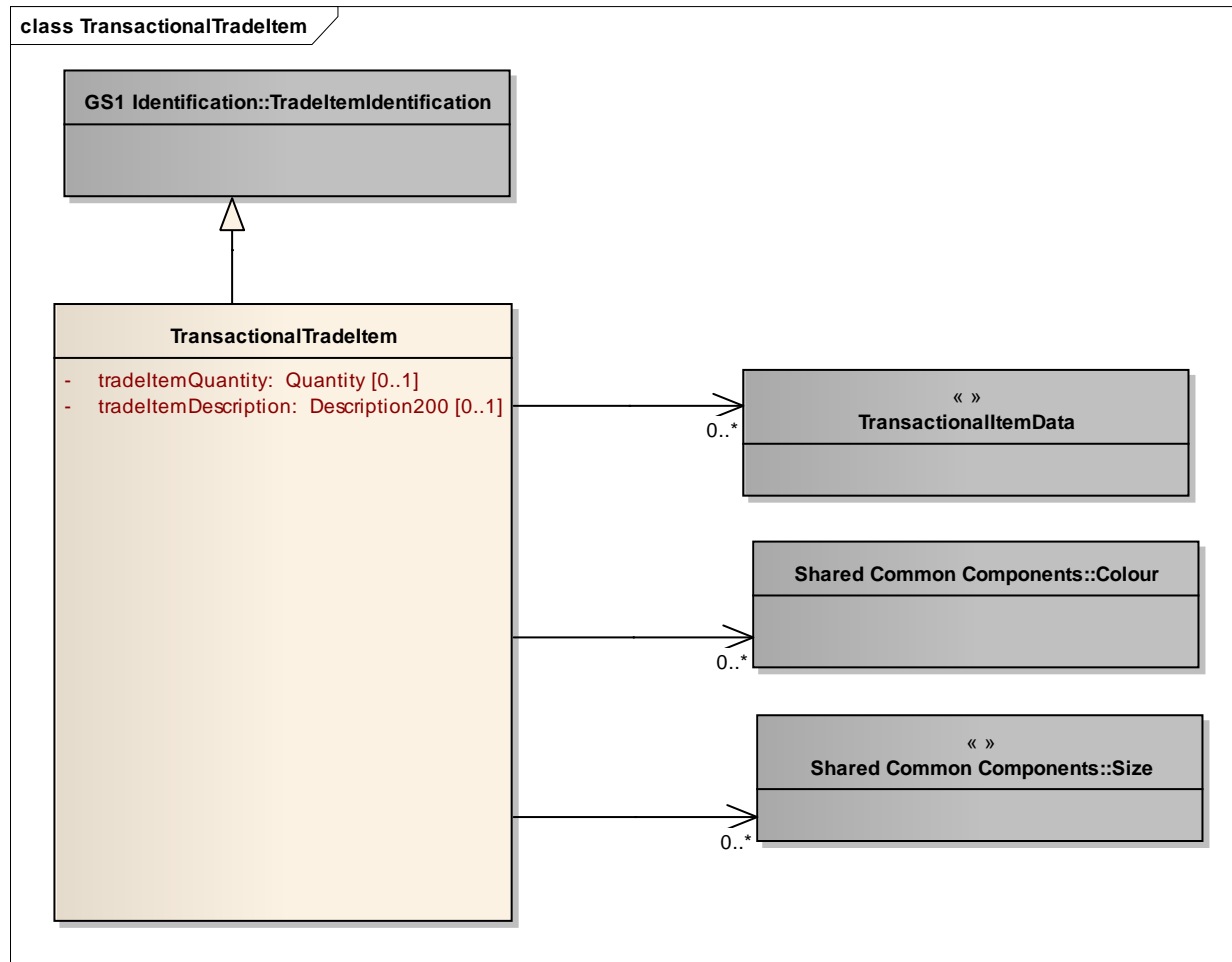 class TransactionalTradeItem
GS1 Identification::TradeItemIdentification
TransactionalTradeItem
- tradeItemQuantity: Quantity [0..1]
- tradeItemDescription: Description200 [0..1]
« »
TransactionalItemData
0..*
Shared Common Components::Colour
0..*
« »
Shared Common Components::Size
0..*